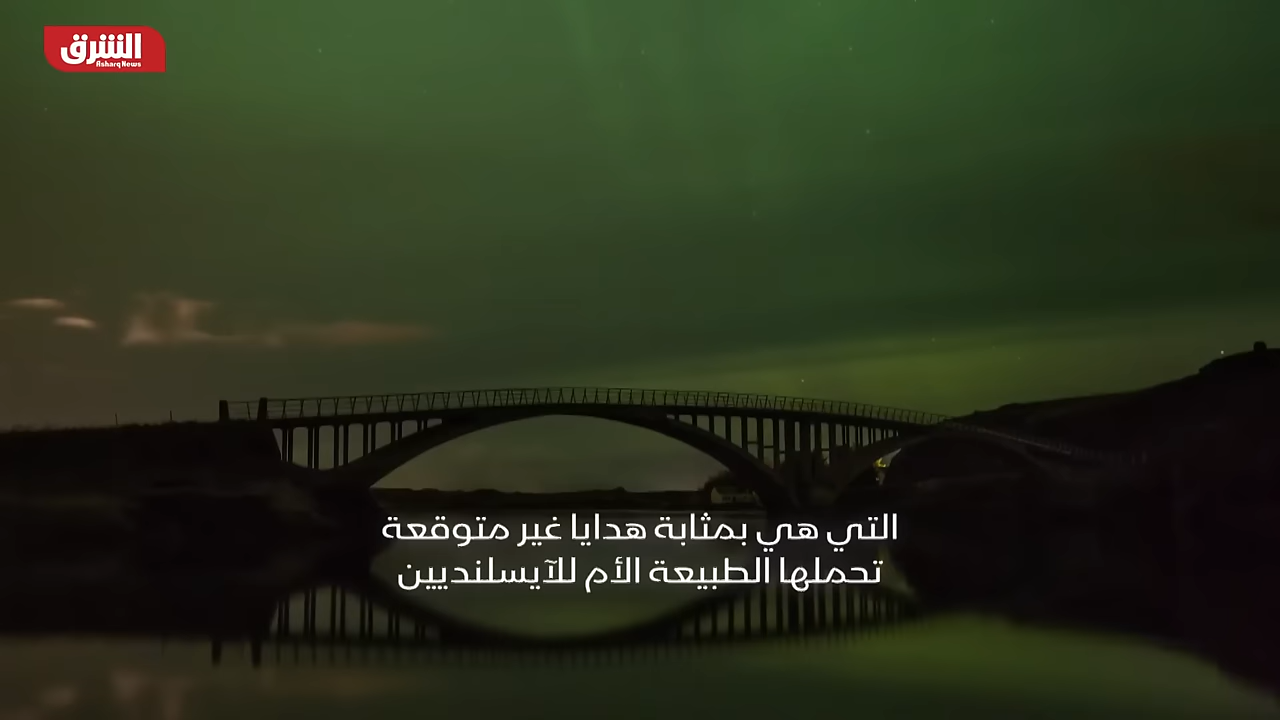 الشرق
Asharq News
التي هي بمثابة هدايا غير متوقعة
تحملها الطبيعة الأم للآيسلنديين